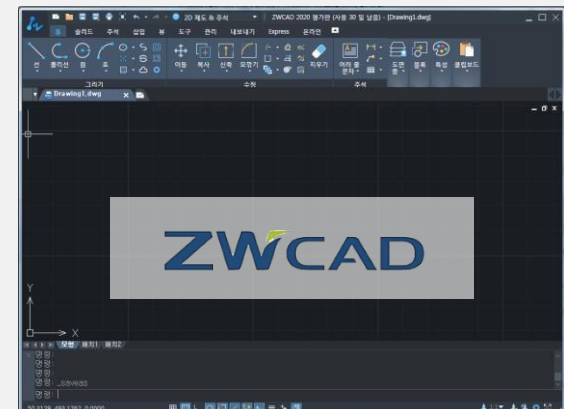 2D 제도 & 주석
ZWCAD 2020 평가판 (사용 30 일 남음) - [Drawing1.dwg]
홈 솔리드 주석 삽입 뷰 도구 관리 내보내기 Express 온라인
선 폴리선 원 호 이동 복사 신축 모깎기 지우기 여러 줄 문자 도면층 블록 특성 클립보드
그리기 수정 주석
Drawing1.dwg
ZWCAD
Y
X
모형 배치1 배치2
명령:
명령:
명령:
명령: _saveas
명령: